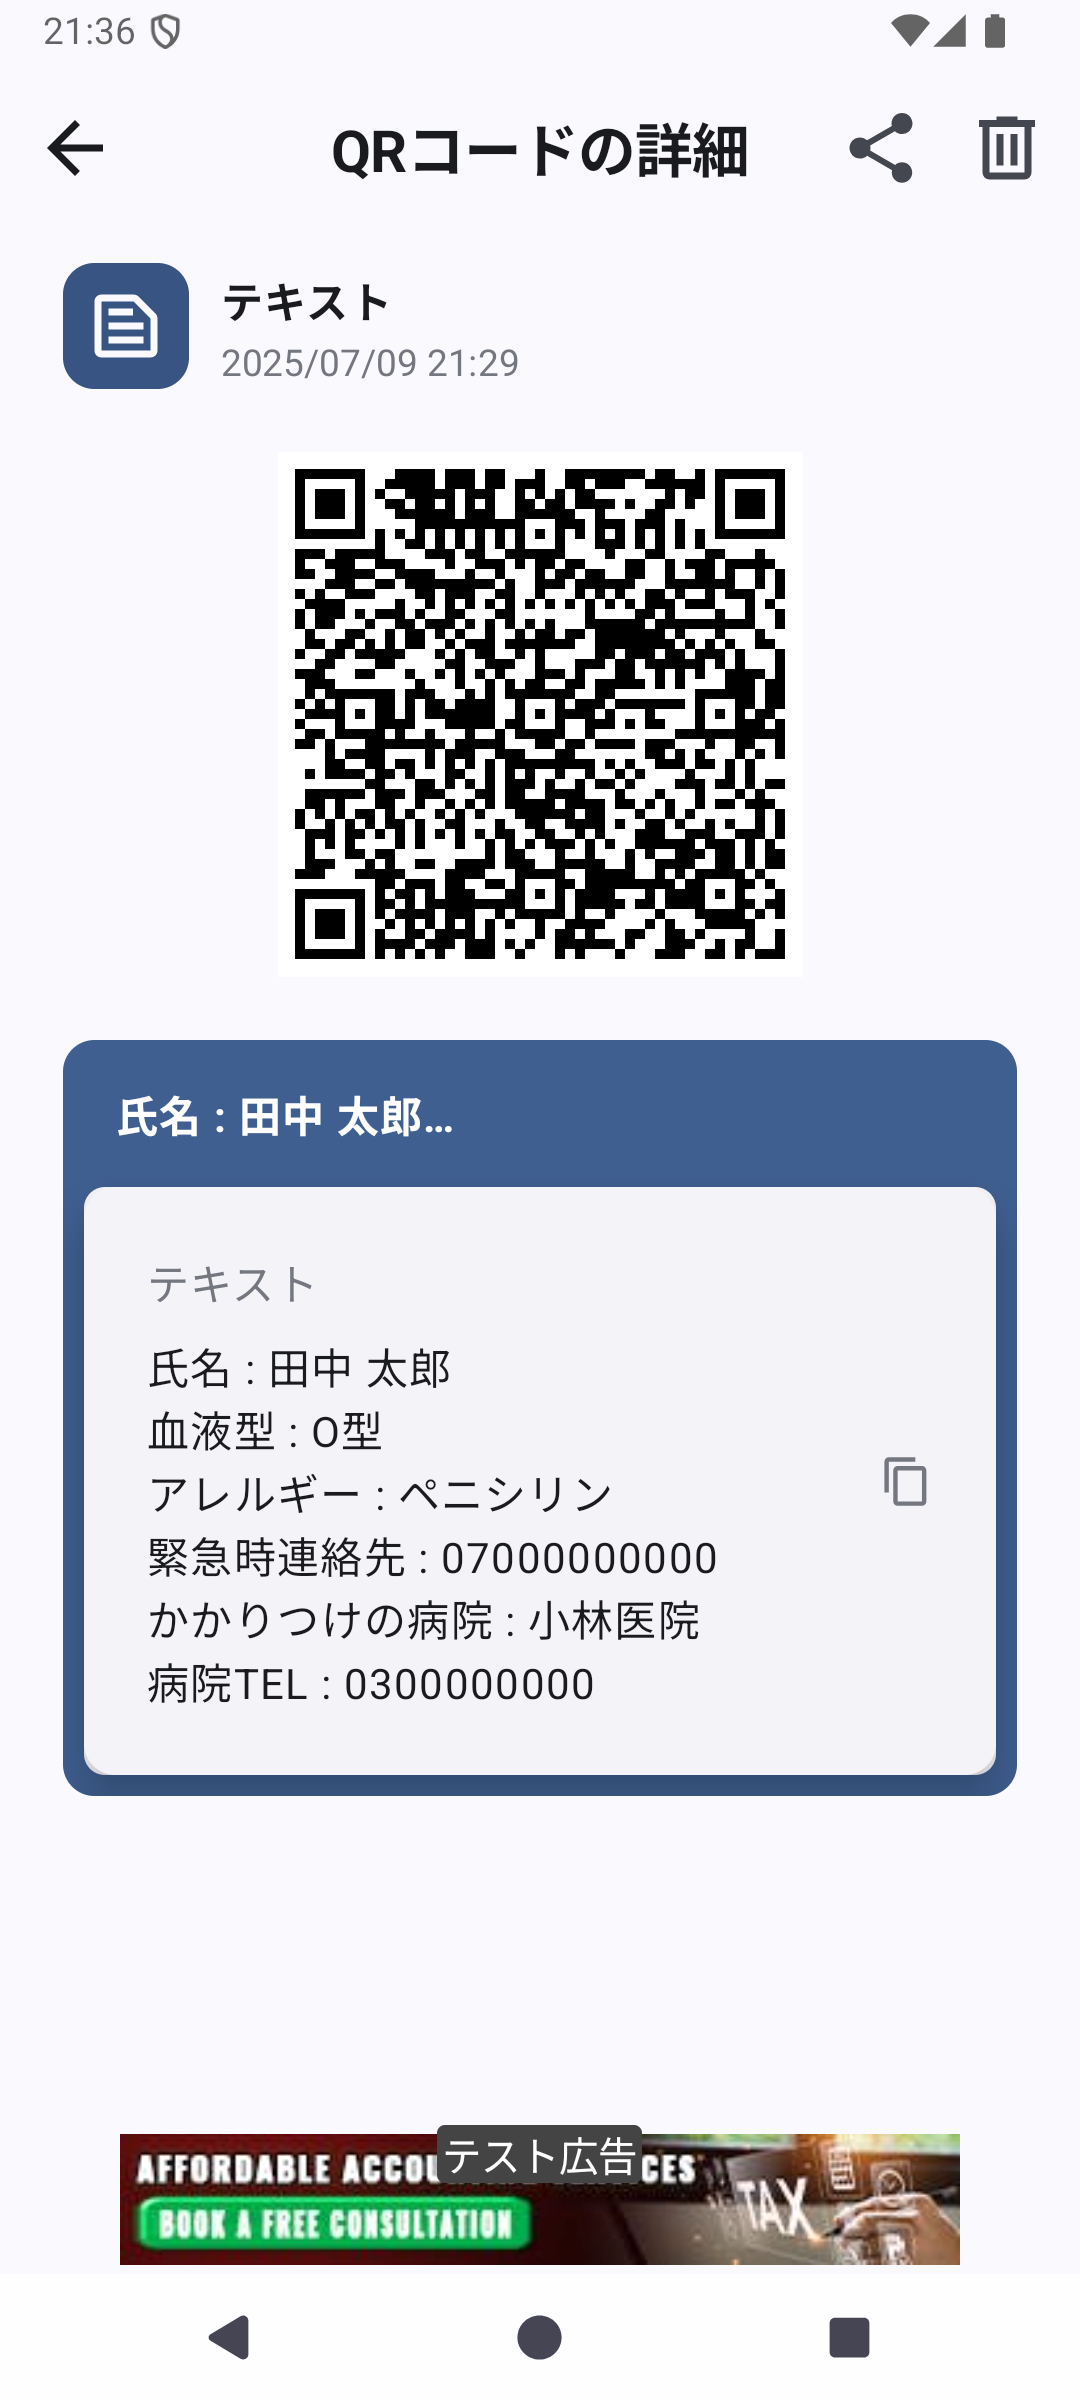 21:36
QRコードの詳細
テキスト
2025/07/09 21:29
氏名 : 田中 太郎...
テキスト
氏名 : 田中 太郎
血液型 : O型
アレルギー : ペニシリン
緊急時連絡先 : 07000000000
かかりつけの病院 : 小林医院
病院TEL : 0300000000
テスト広告
AFFORDABLE
BOOK A FREE CONSULTATION
TAX